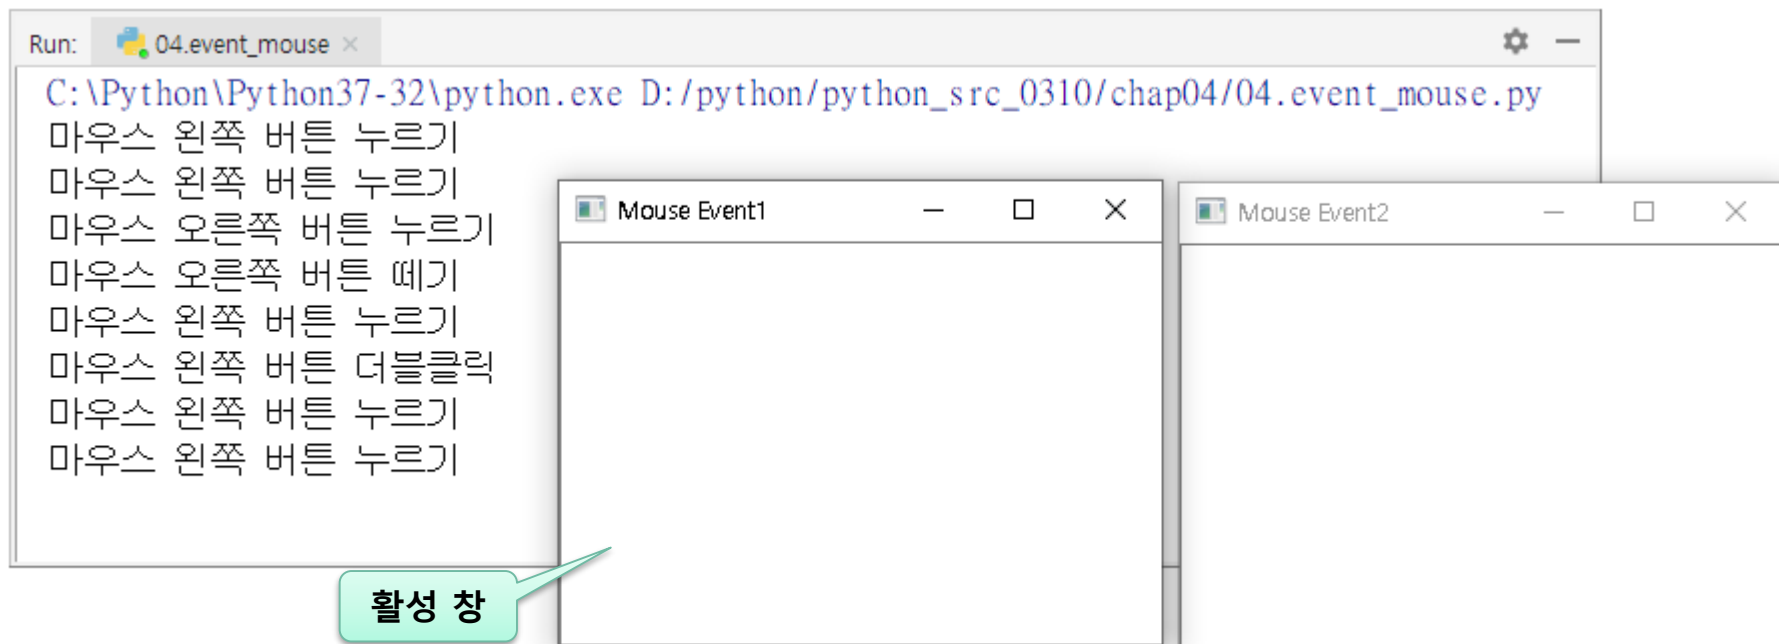 Run: 04.event_mouse
C:\Python\Python37-32\python.exe D:/python/python_src_0310/chap04/04.event_mouse.py
마우스 왼쪽 버튼 누르기
마우스 왼쪽 버튼 누르기
마우스 오른쪽 버튼 누르기
마우스 오른쪽 버튼 떼기
마우스 왼쪽 버튼 누르기
마우스 왼쪽 버튼 더블클릭
마우스 왼쪽 버튼 누르기
마우스 왼쪽 버튼 누르기
Mouse Event1
Mouse Event2
활성 창